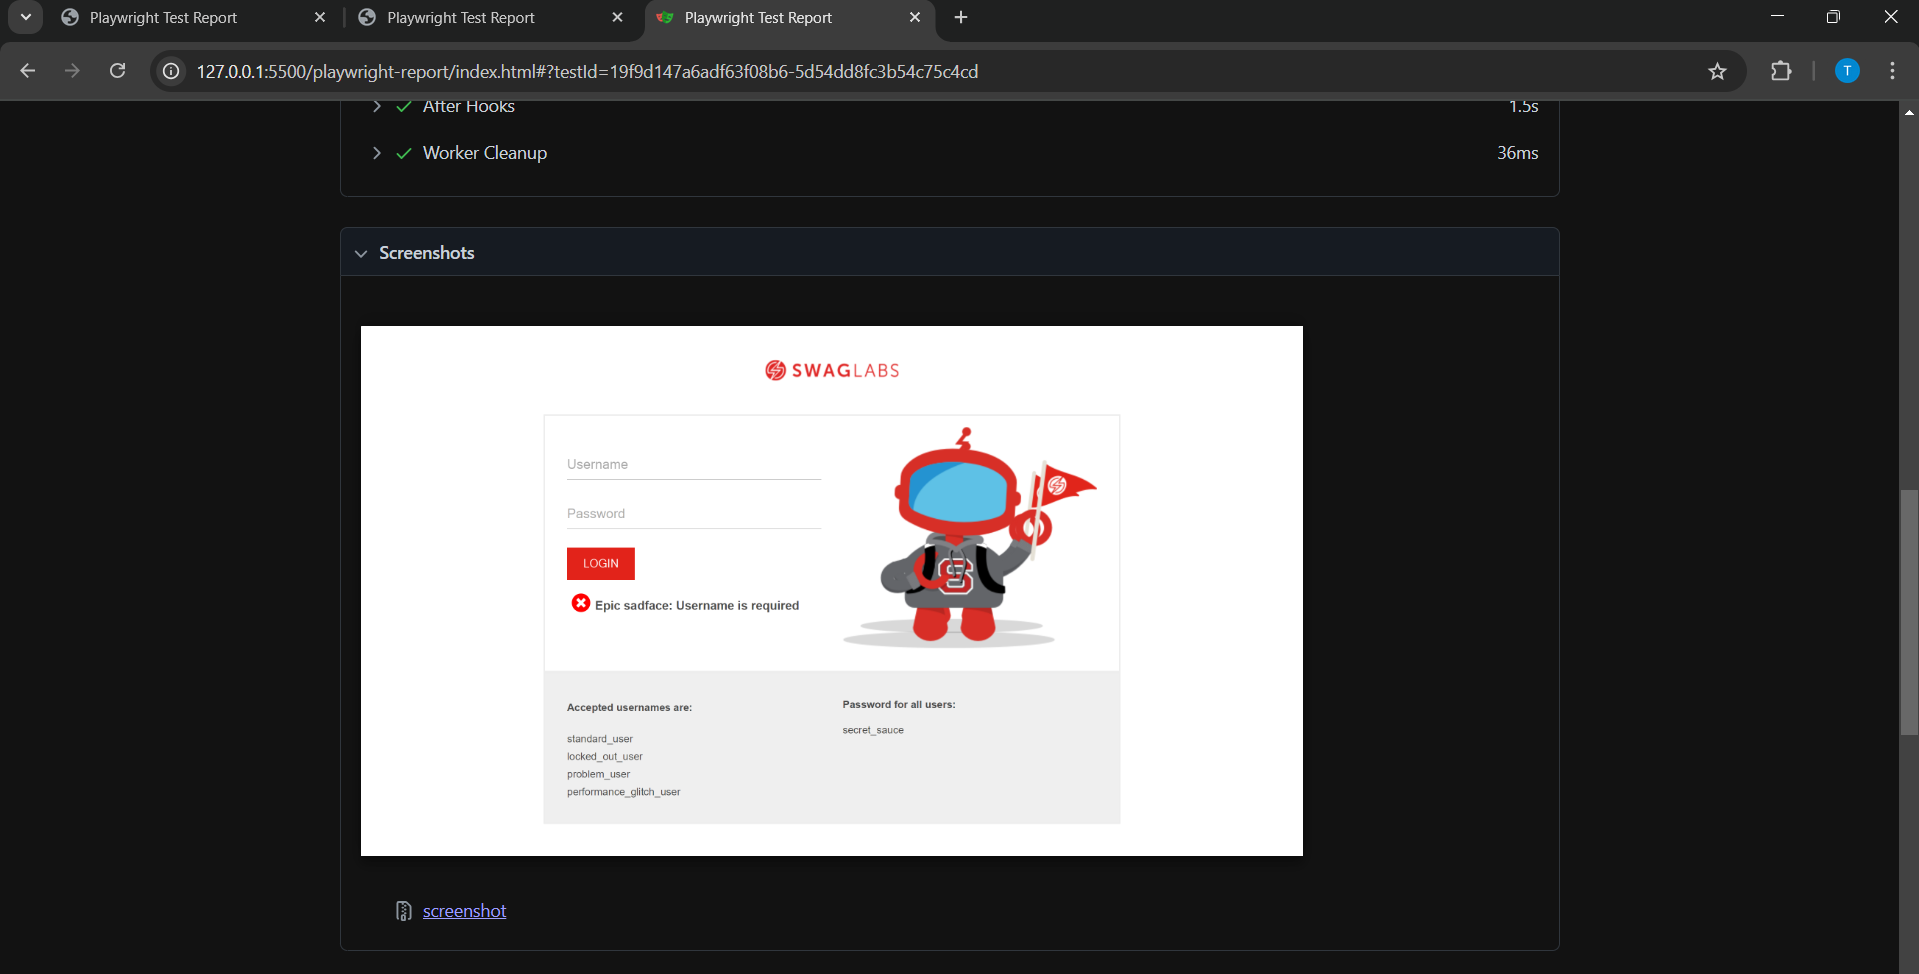 Playwright Test Report
Playwright Test Report
Playwright Test Report
127.0.0.1:5500/playwright-report/index.html#?testId=19f9d147a6adf63f08b6-5d54dd8fc3b54c75c4cd
T
After Hooks 1.5s
Worker Cleanup 36ms
Screenshots
SWAGLABS
Username
Password
LOGIN
Epic sadface: Username is required
S
Accepted usernames are:
standard_user
locked_out_user
problem_user
performance_glitch_user
Password for all users:
secret_sauce
screenshot